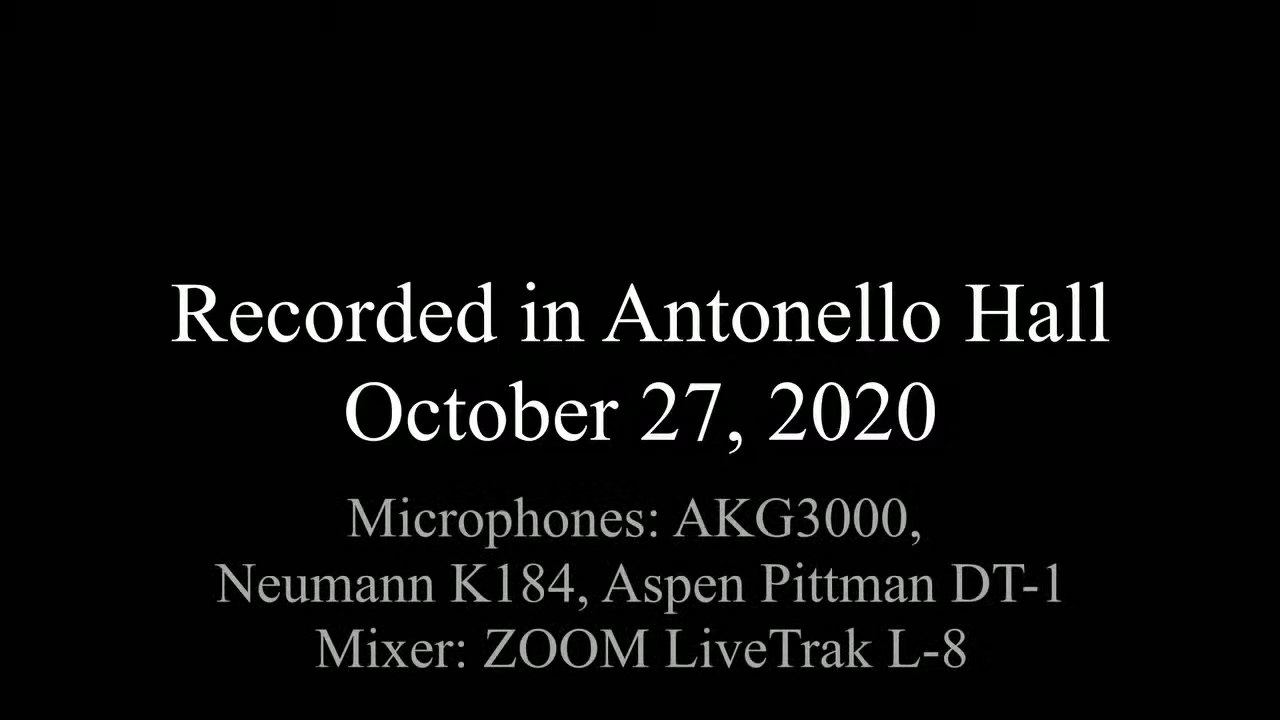 Recorded in Antonello Hall
October 27, 2020
Microphones: AKG3000,
Neumann K184, Aspen Pittman DT-1
Mixer: ZOOM LiveTrak L-8